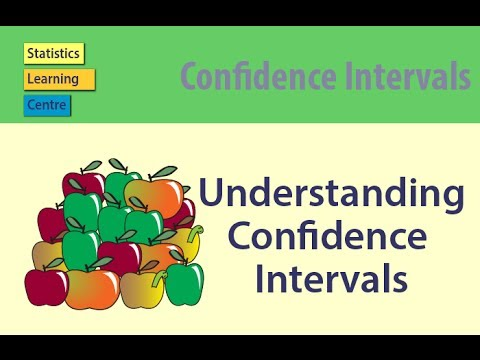 Statistics
Learning
Centre
Confidence Intervals
Understanding
Confidence
Intervals